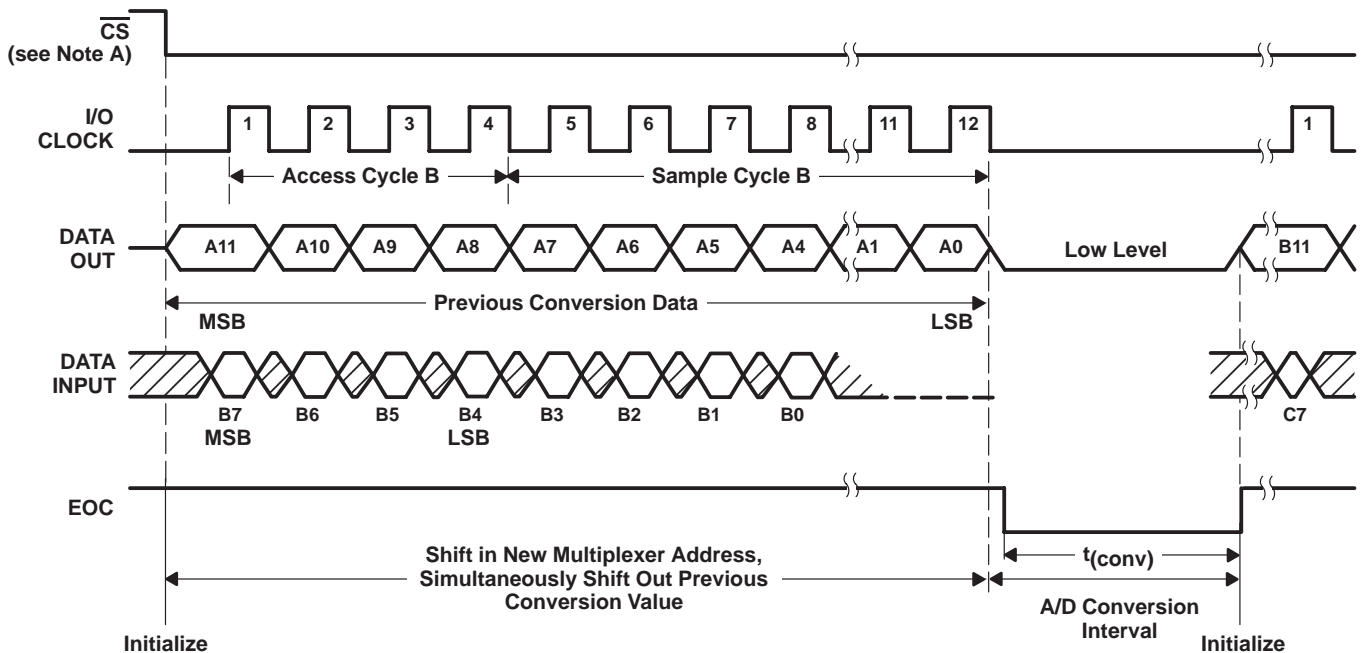 CS
(see Note A)
I/O
CLOCK
1 2 3 4 5 6 7 8 11 12 1
Access Cycle B Sample Cycle B
DATA
OUT
A11 A10 A9 A8 A7 A6 A5 A4 A1 A0 Low Level B11
Previous Conversion Data
MSB LSB
DATA
INPUT
B7 B6 B5 B4 B3 B2 B1 B0 C7
MSB LSB
EOC
Shift in New Multiplexer Address,
Simultaneously Shift Out Previous
Conversion Value
t(conv)
A/D Conversion
Interval
Initialize Initialize